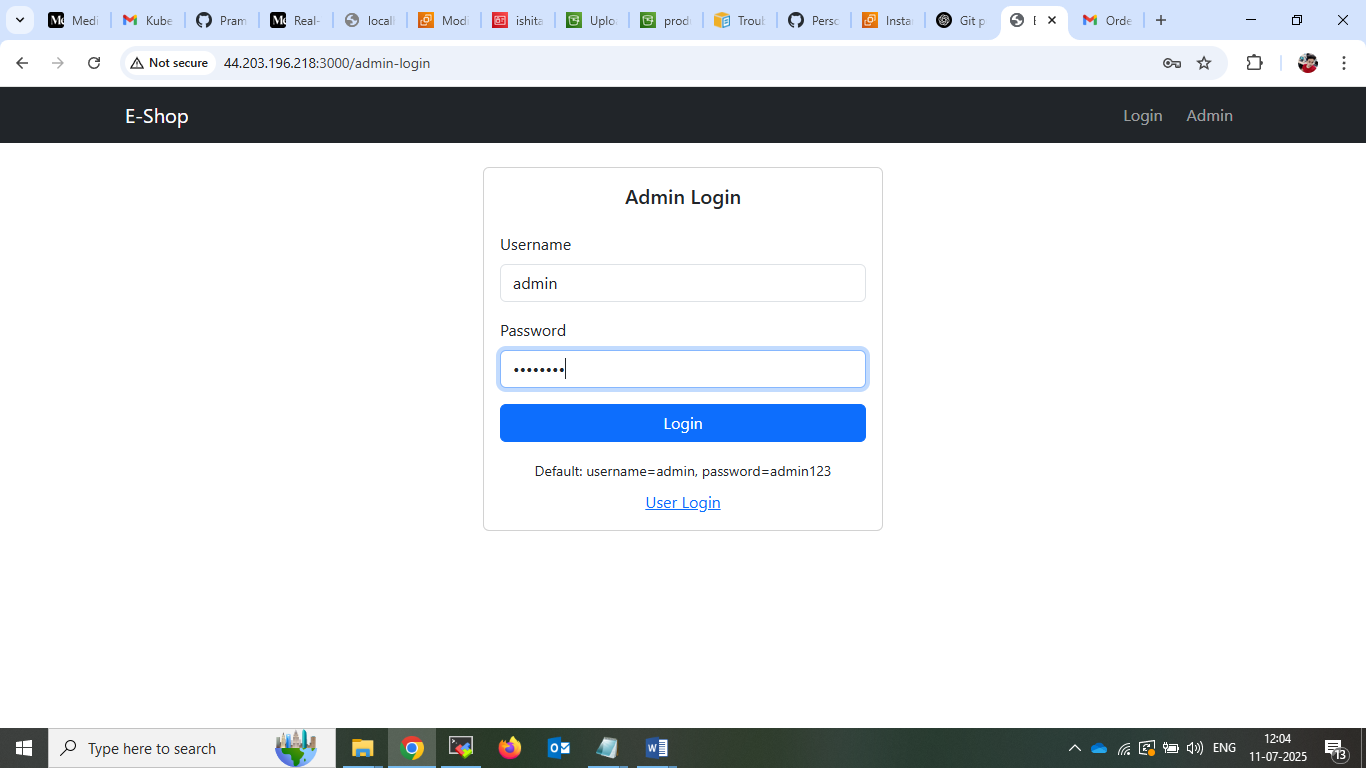 Medi
Kube
Pram
Real-
locall
Modi
ishita
Uplo
prod
Troub
Perso
Insta
Git p
E
Orde
Not secure
44.203.196.218:3000/admin-login
E-Shop
Login
Admin
Admin Login
Username
admin
Password
••••••••
Login
Default: username=admin, password=admin123
User Login
Type here to search
ENG
12:04
11-07-2025
13